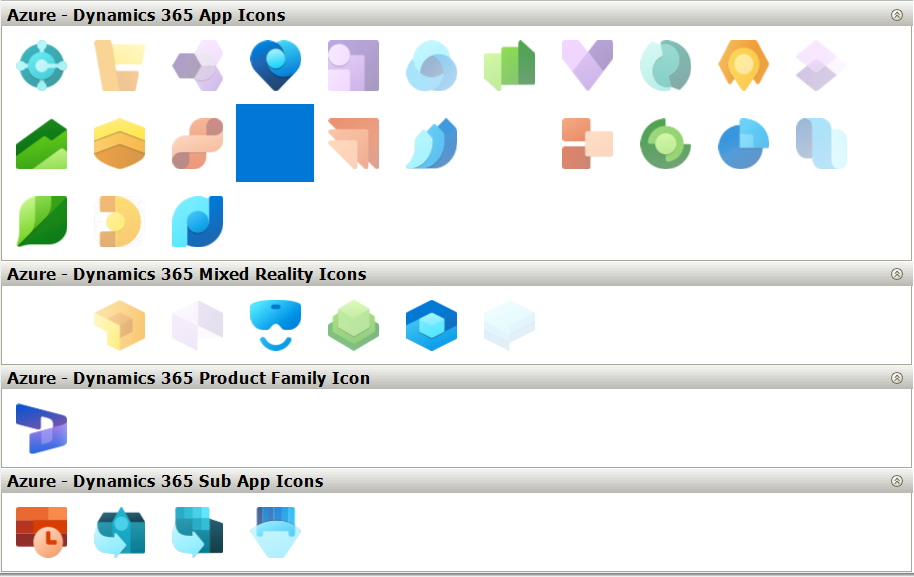 Azure - Dynamics 365 App Icons
Azure - Dynamics 365 Mixed Reality Icons
Azure - Dynamics 365 Product Family Icon
Azure - Dynamics 365 Sub App Icons